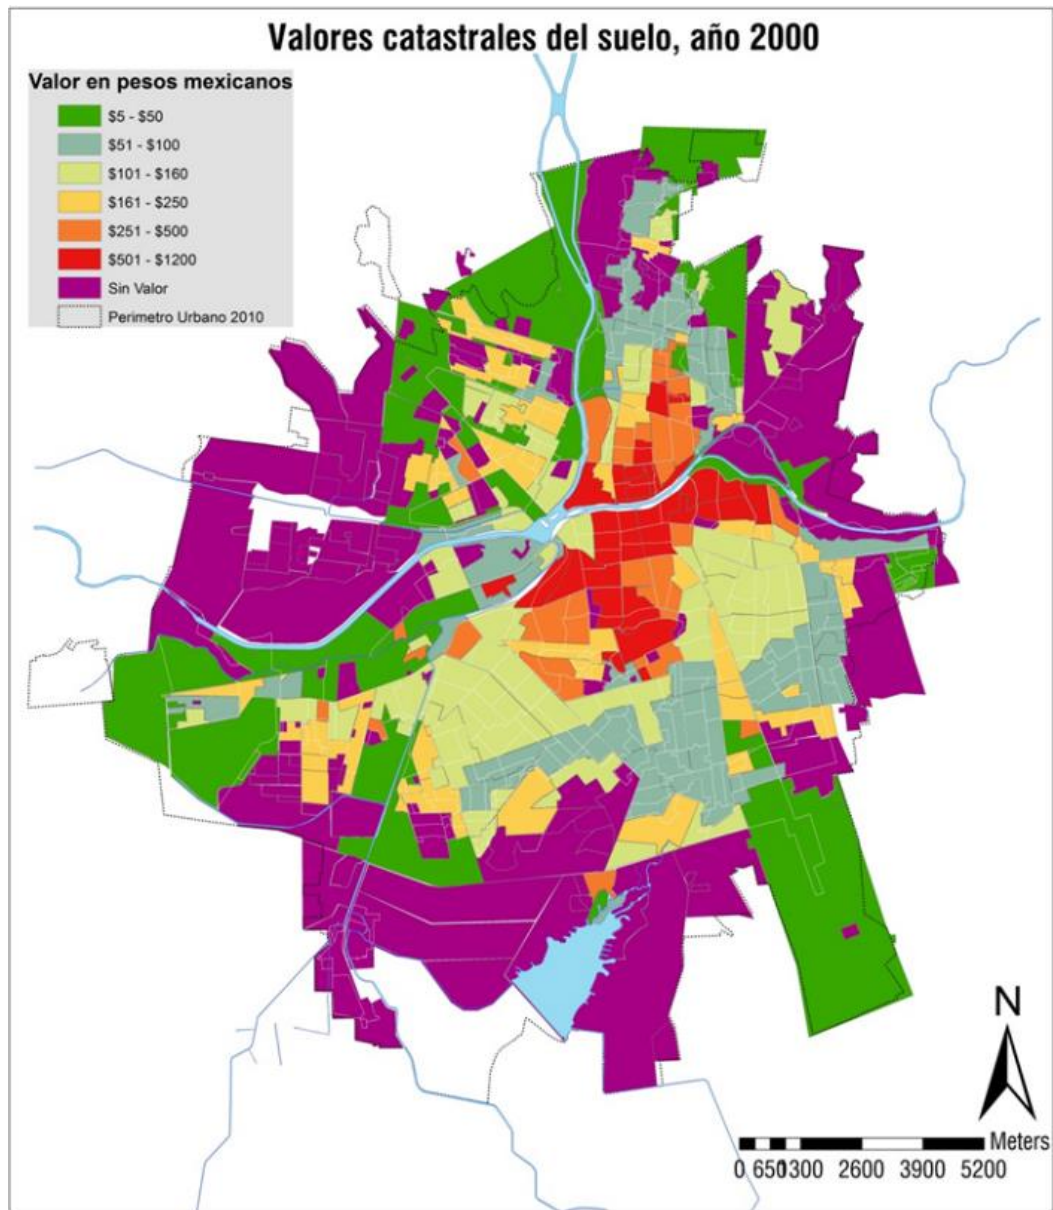 Valores catastrales del suelo, año 2000
Valor en pesos mexicanos
$5 - $50
$51 - $100
$101 - $160
$161 - $250
$251 - $500
$501 - $1200
Sin Valor
Perimetro Urbano 2010
N
Meters
0 650 1300 2600 3900 5200